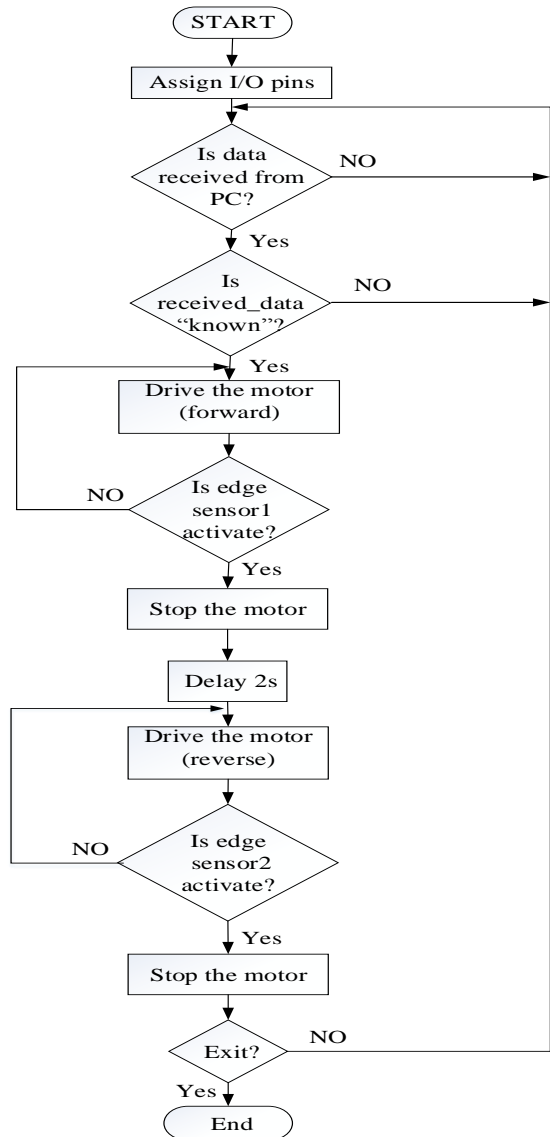 START
Assign I/O pins
Is data
received from
PC?
NO
Yes
Is
received_data
“known”?
NO
Yes
Drive the motor
(forward)
Is edge
sensor1
activate?
NO
Yes
Stop the motor
Delay 2s
Drive the motor
(reverse)
Is edge
sensor2
activate?
NO
Yes
Stop the motor
Exit?
NO
Yes
End